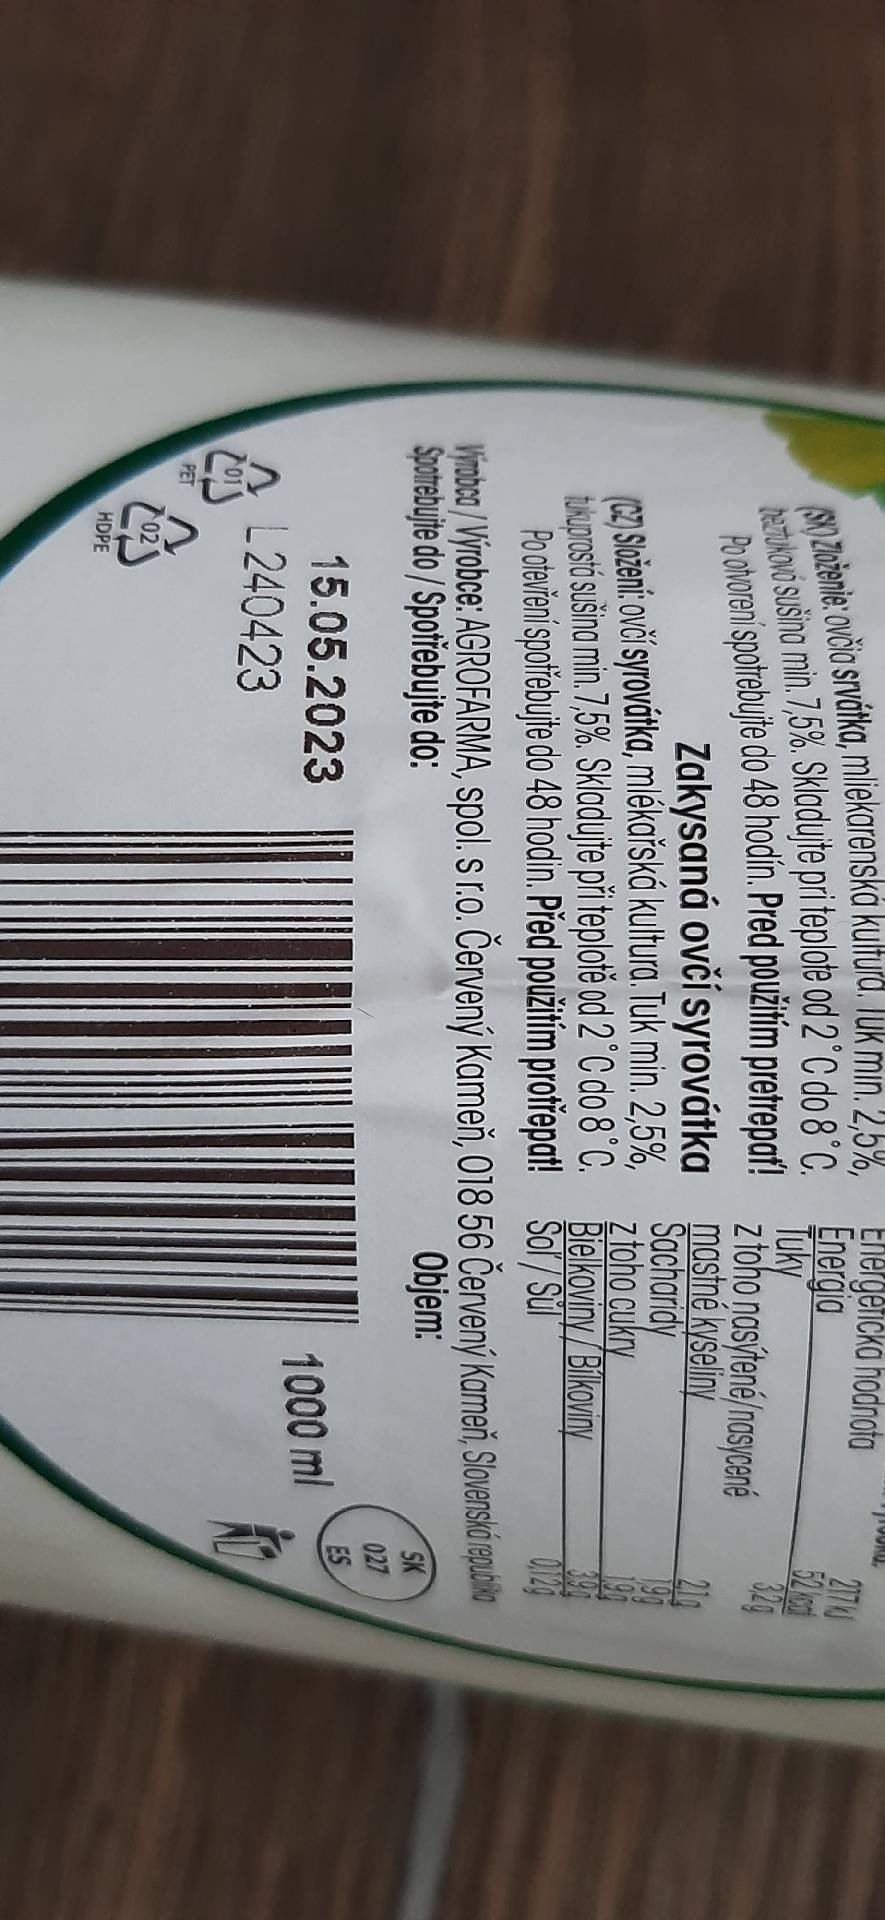 (SK) Zloženie: ovčia srvátka, mliekarenská kultúra. Tuk min. 2,5%,
beztuková sušina min. 7,5%. Skladujte pri teplote od 2°C do 8°C.
Po otvorení spotrebujte do 48 hodín. Pred použitím pretrepať!
Zakysaná ovčí syrovátka
(CZ) Složení: ovčí syrovátka, mlékařská kultura. Tuk min. 2,5%,
tukuprostá sušina min. 7,5%. Skladujte při teplotě od 2°C do 8°C.
Po otevření spotřebujte do 48 hodin. Před použitím protřepat!
Energetická hodnota
Energia 217 kJ
52 kcal
Tuky 3,2 g
Z toho nasýtené/nasycené
mastné kyseliny 2,1 g
Sacharidy 1,9 g
Z toho cukry 1,9 g
Bielkoviny / Bílkoviny 3,9 g
Soľ / Sůl 0,12 g
Výrobca / Výrobce: AGROFARMA, spol. s r.o. Červený Kameň, 018 56 Červený Kameň, Slovenská republika
Spotrebujte do / Spotřebujte do: Objem:
15.05.2023 1000 ml
L 240423
SK
027
ES
01
PET
02
HDPE